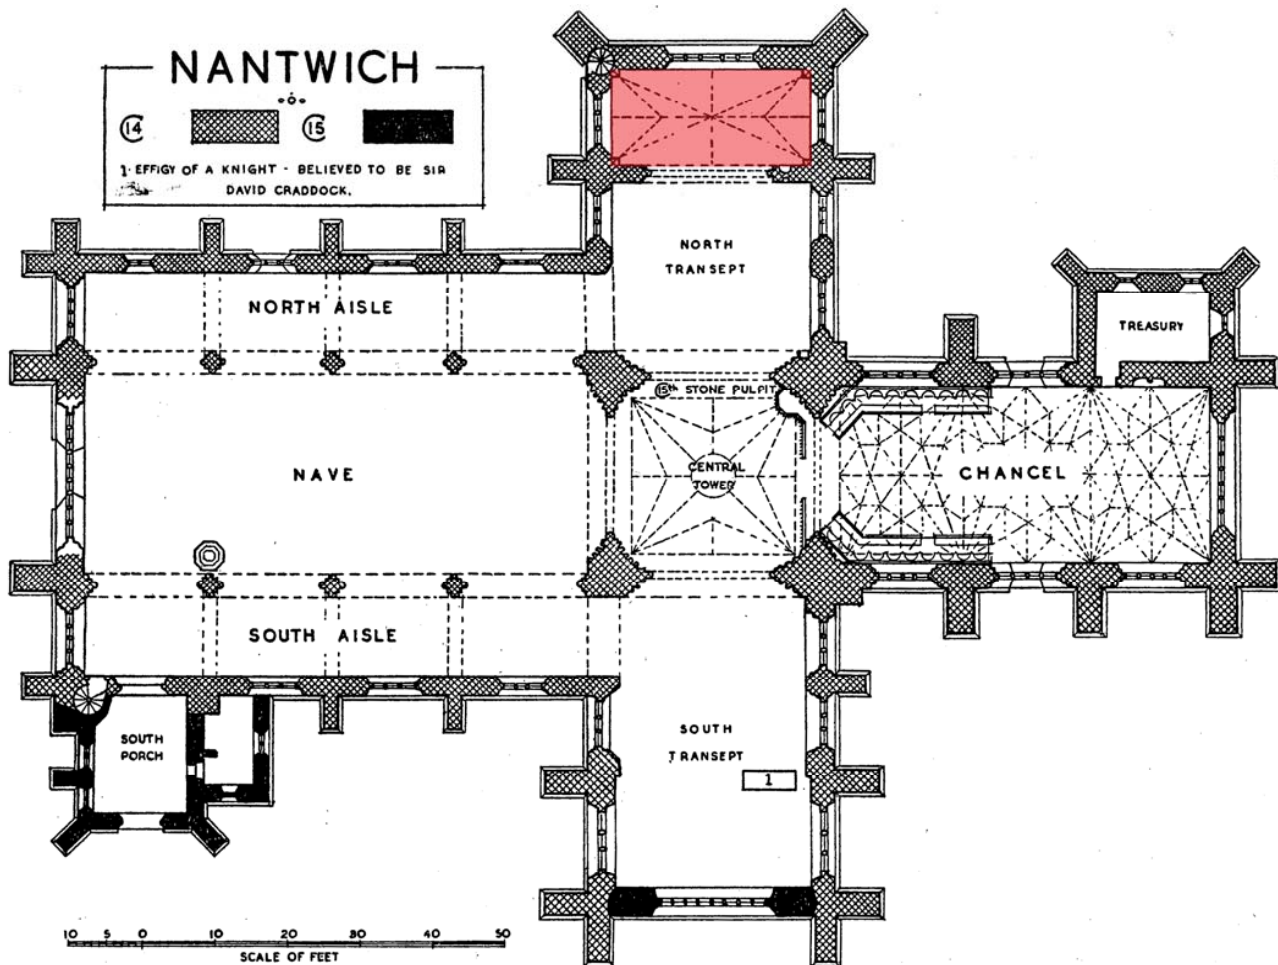 NANTWICH
C14 C15
1. EFFIGY OF A KNIGHT - BELIEVED TO BE SIR
DAVID CRADDOCK.
NORTH
TRANSEPT
NORTH AISLE
TREASURY
15th STONE PULPIT
NAVE
CENTRAL
TOWER
CHANCEL
SOUTH AISLE
SOUTH
PORCH
SOUTH
TRANSEPT
1
10 5 0 10 20 30 40 50
SCALE OF FEET